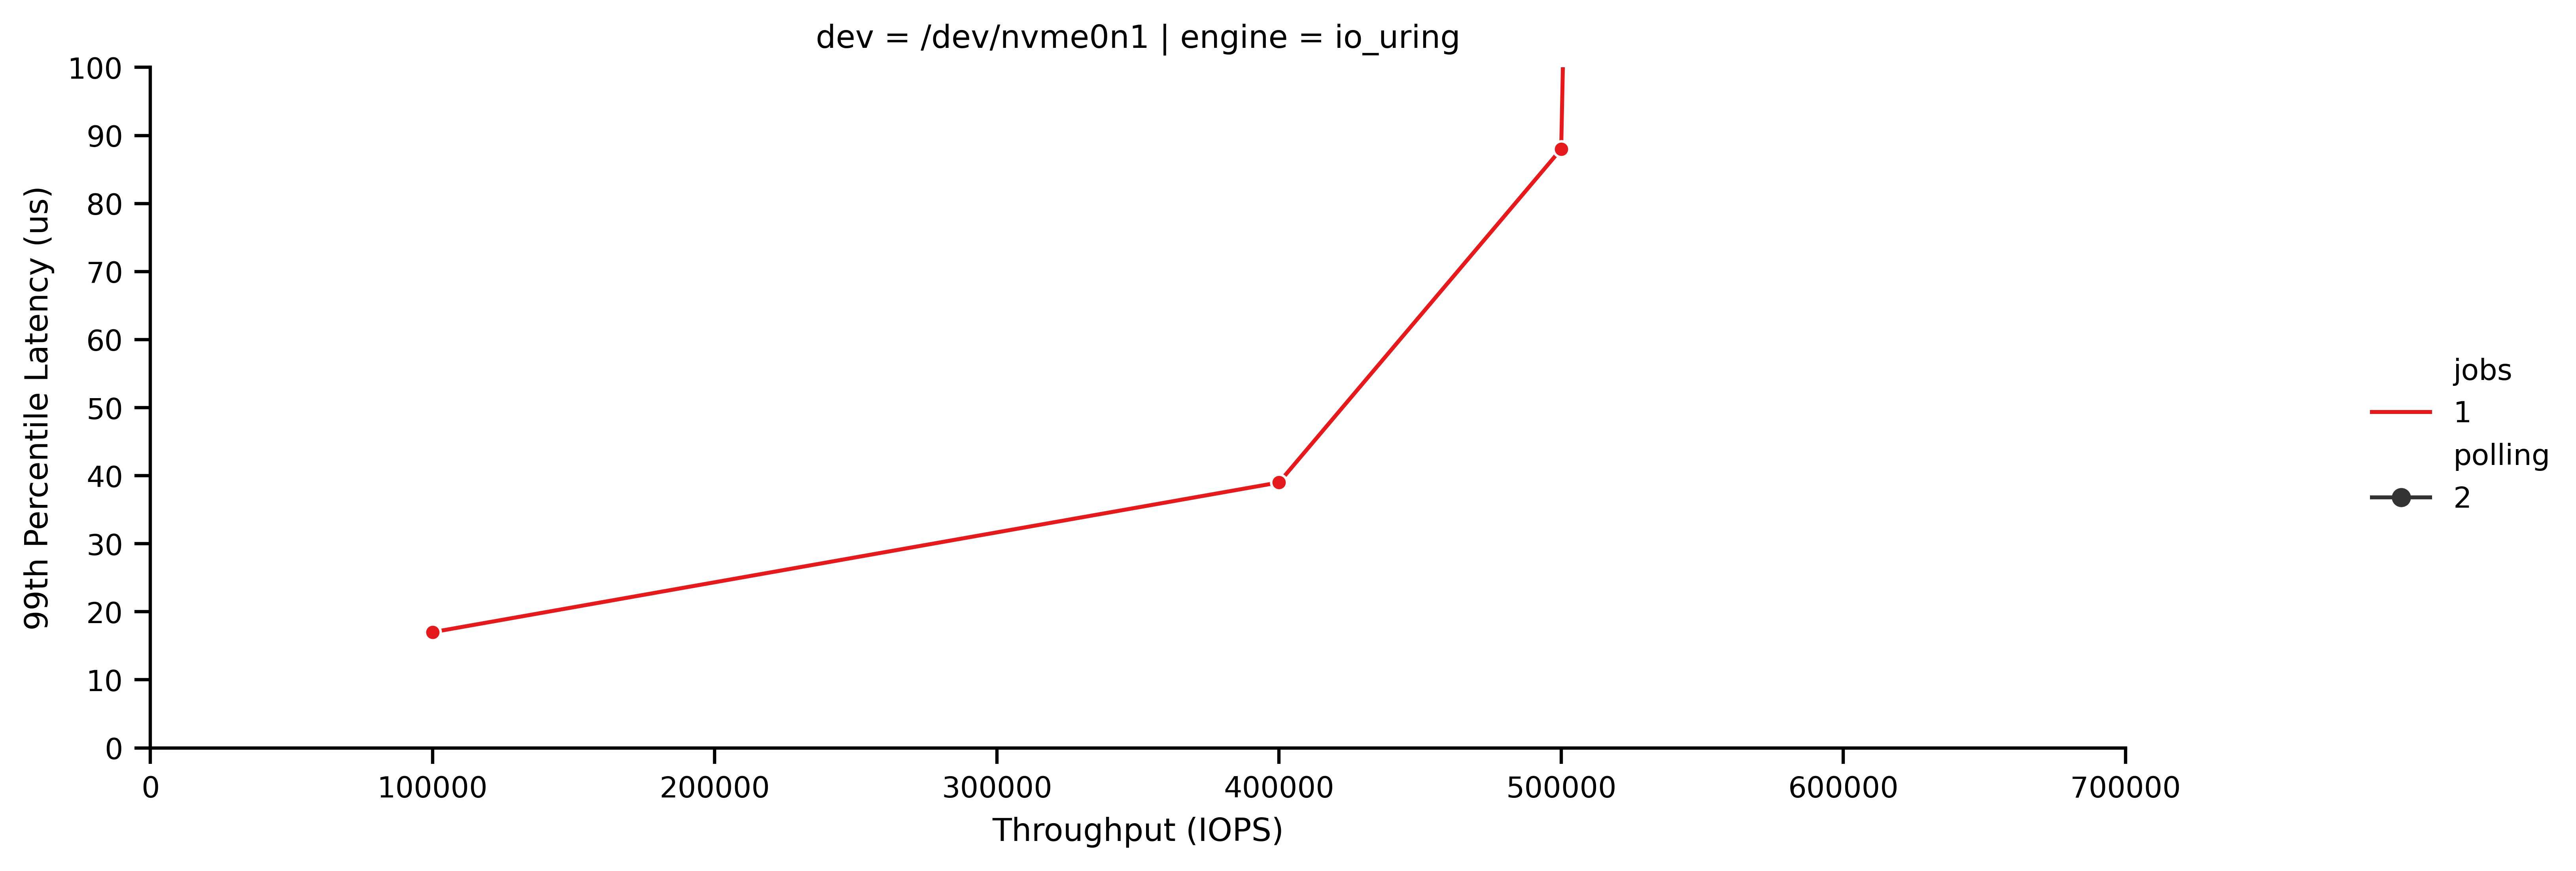 dev = /dev/nvme0n1 | engine = io_uring
99th Percentile Latency (us)
100
90
80
70
60
50
40
30
20
10
0
0 100000 200000 300000 400000 500000 600000 700000
Throughput (IOPS)
jobs
1
polling
2